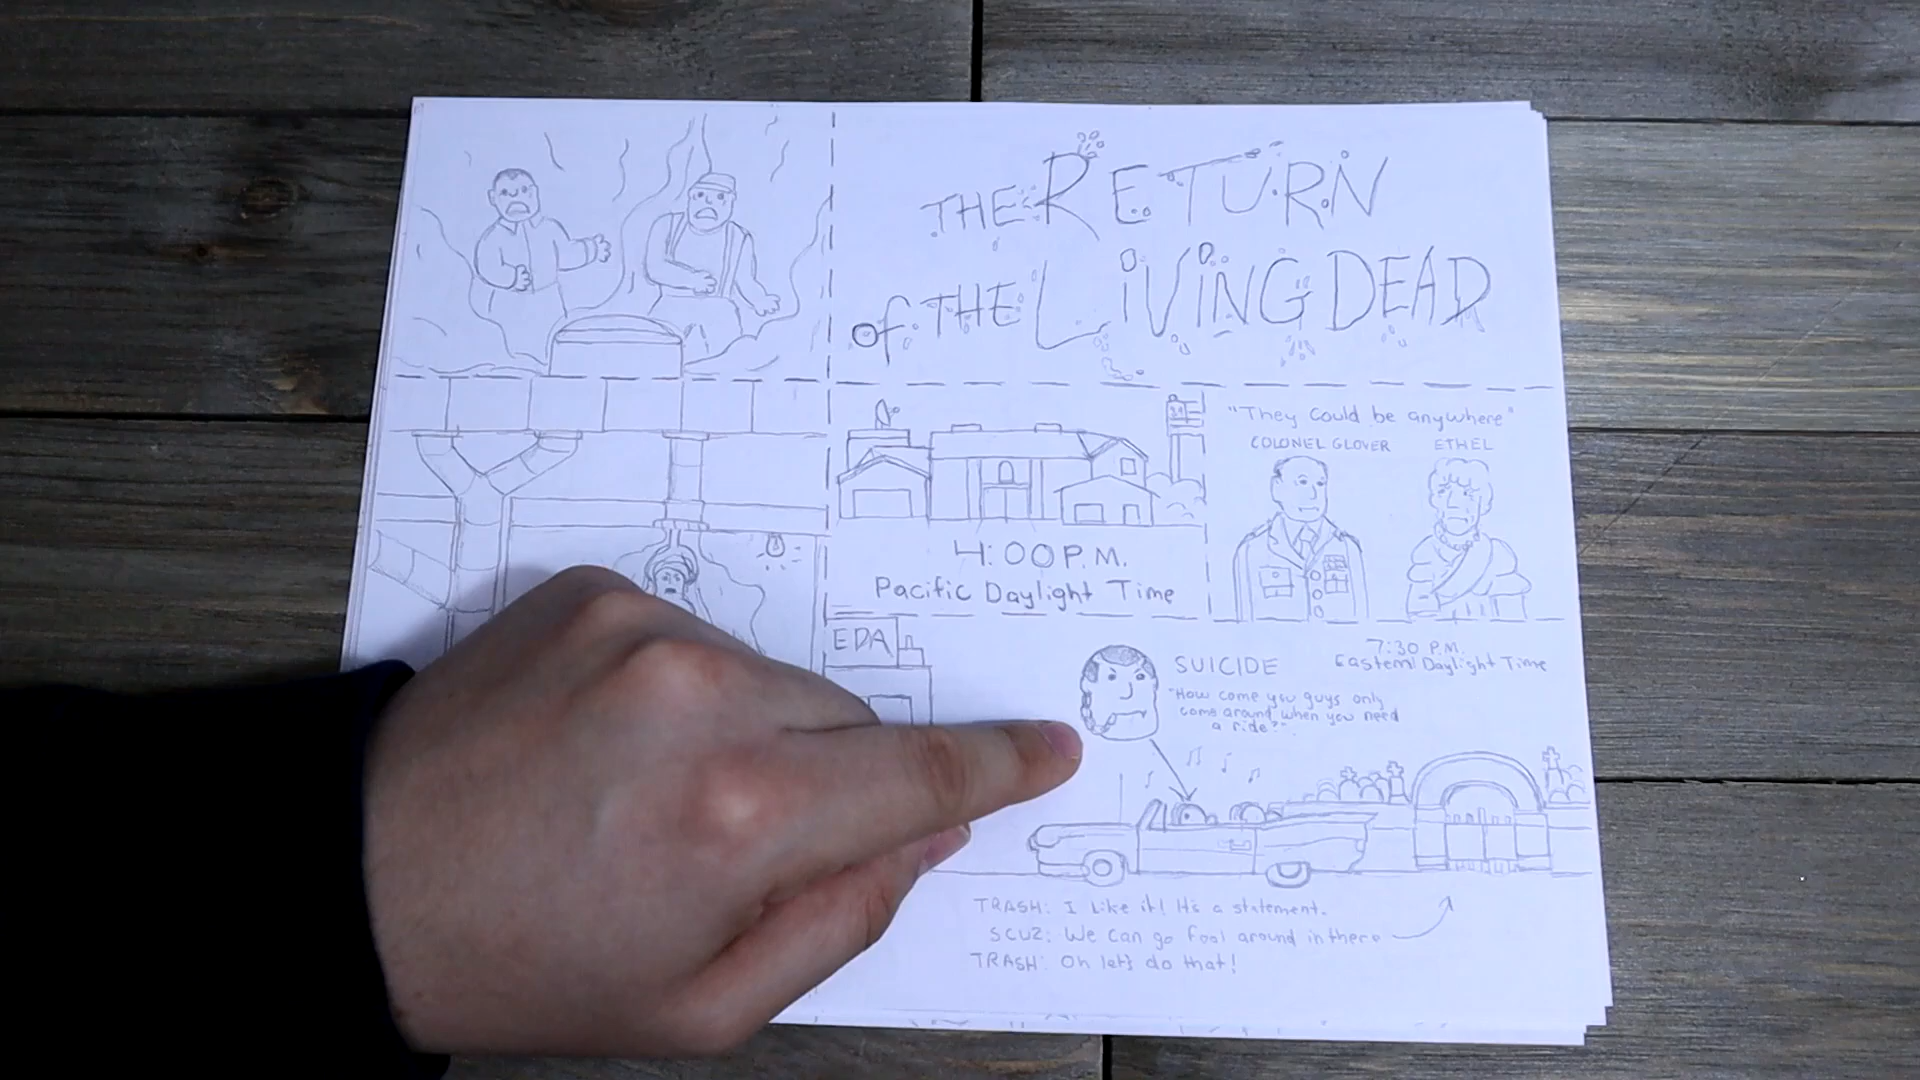 THE RETURN
of THE LiViNG DEAD
"They could be anywhere"
COLONEL GLOVER
ETHEL
4:00 P.M.
Pacific Daylight Time
EDA
SUICIDE
"How come you guys only
come around when you need
a ride?"
7:30 P.M.
Eastern Daylight Time
TRASH: I like it! It's a statement.
SCUZ: We can go fool around in there
TRASH: Oh let's do that!